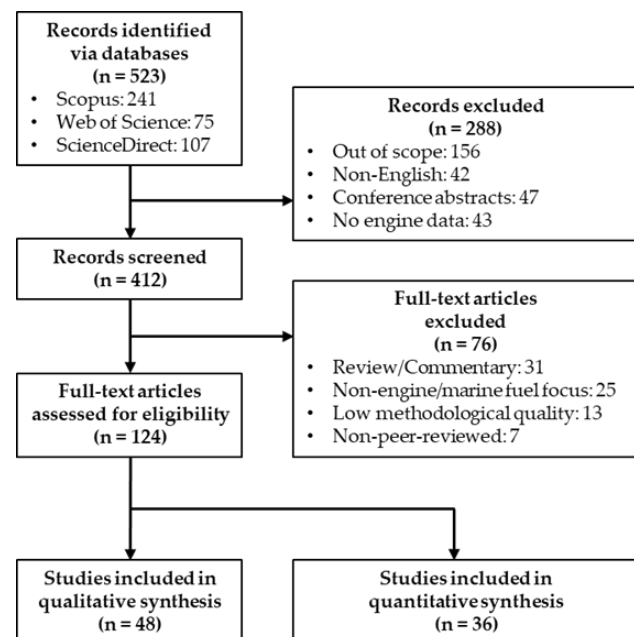 Records identified
via databases
(n = 523)
• Scopus: 241
• Web of Science: 75
• ScienceDirect: 107
Records excluded
(n = 288)
• Out of scope: 156
• Non-English: 42
• Conference abstracts: 47
• No engine data: 43
Records screened
(n = 412)
Full-text articles
excluded
(n = 76)
• Review/Commentary: 31
• Non-engine/marine fuel focus: 25
• Low methodological quality: 13
• Non-peer-reviewed: 7
Full-text articles
assessed for eligibility
(n = 124)
Studies included in
qualitative synthesis
(n = 48)
Studies included in
quantitative synthesis
(n = 36)